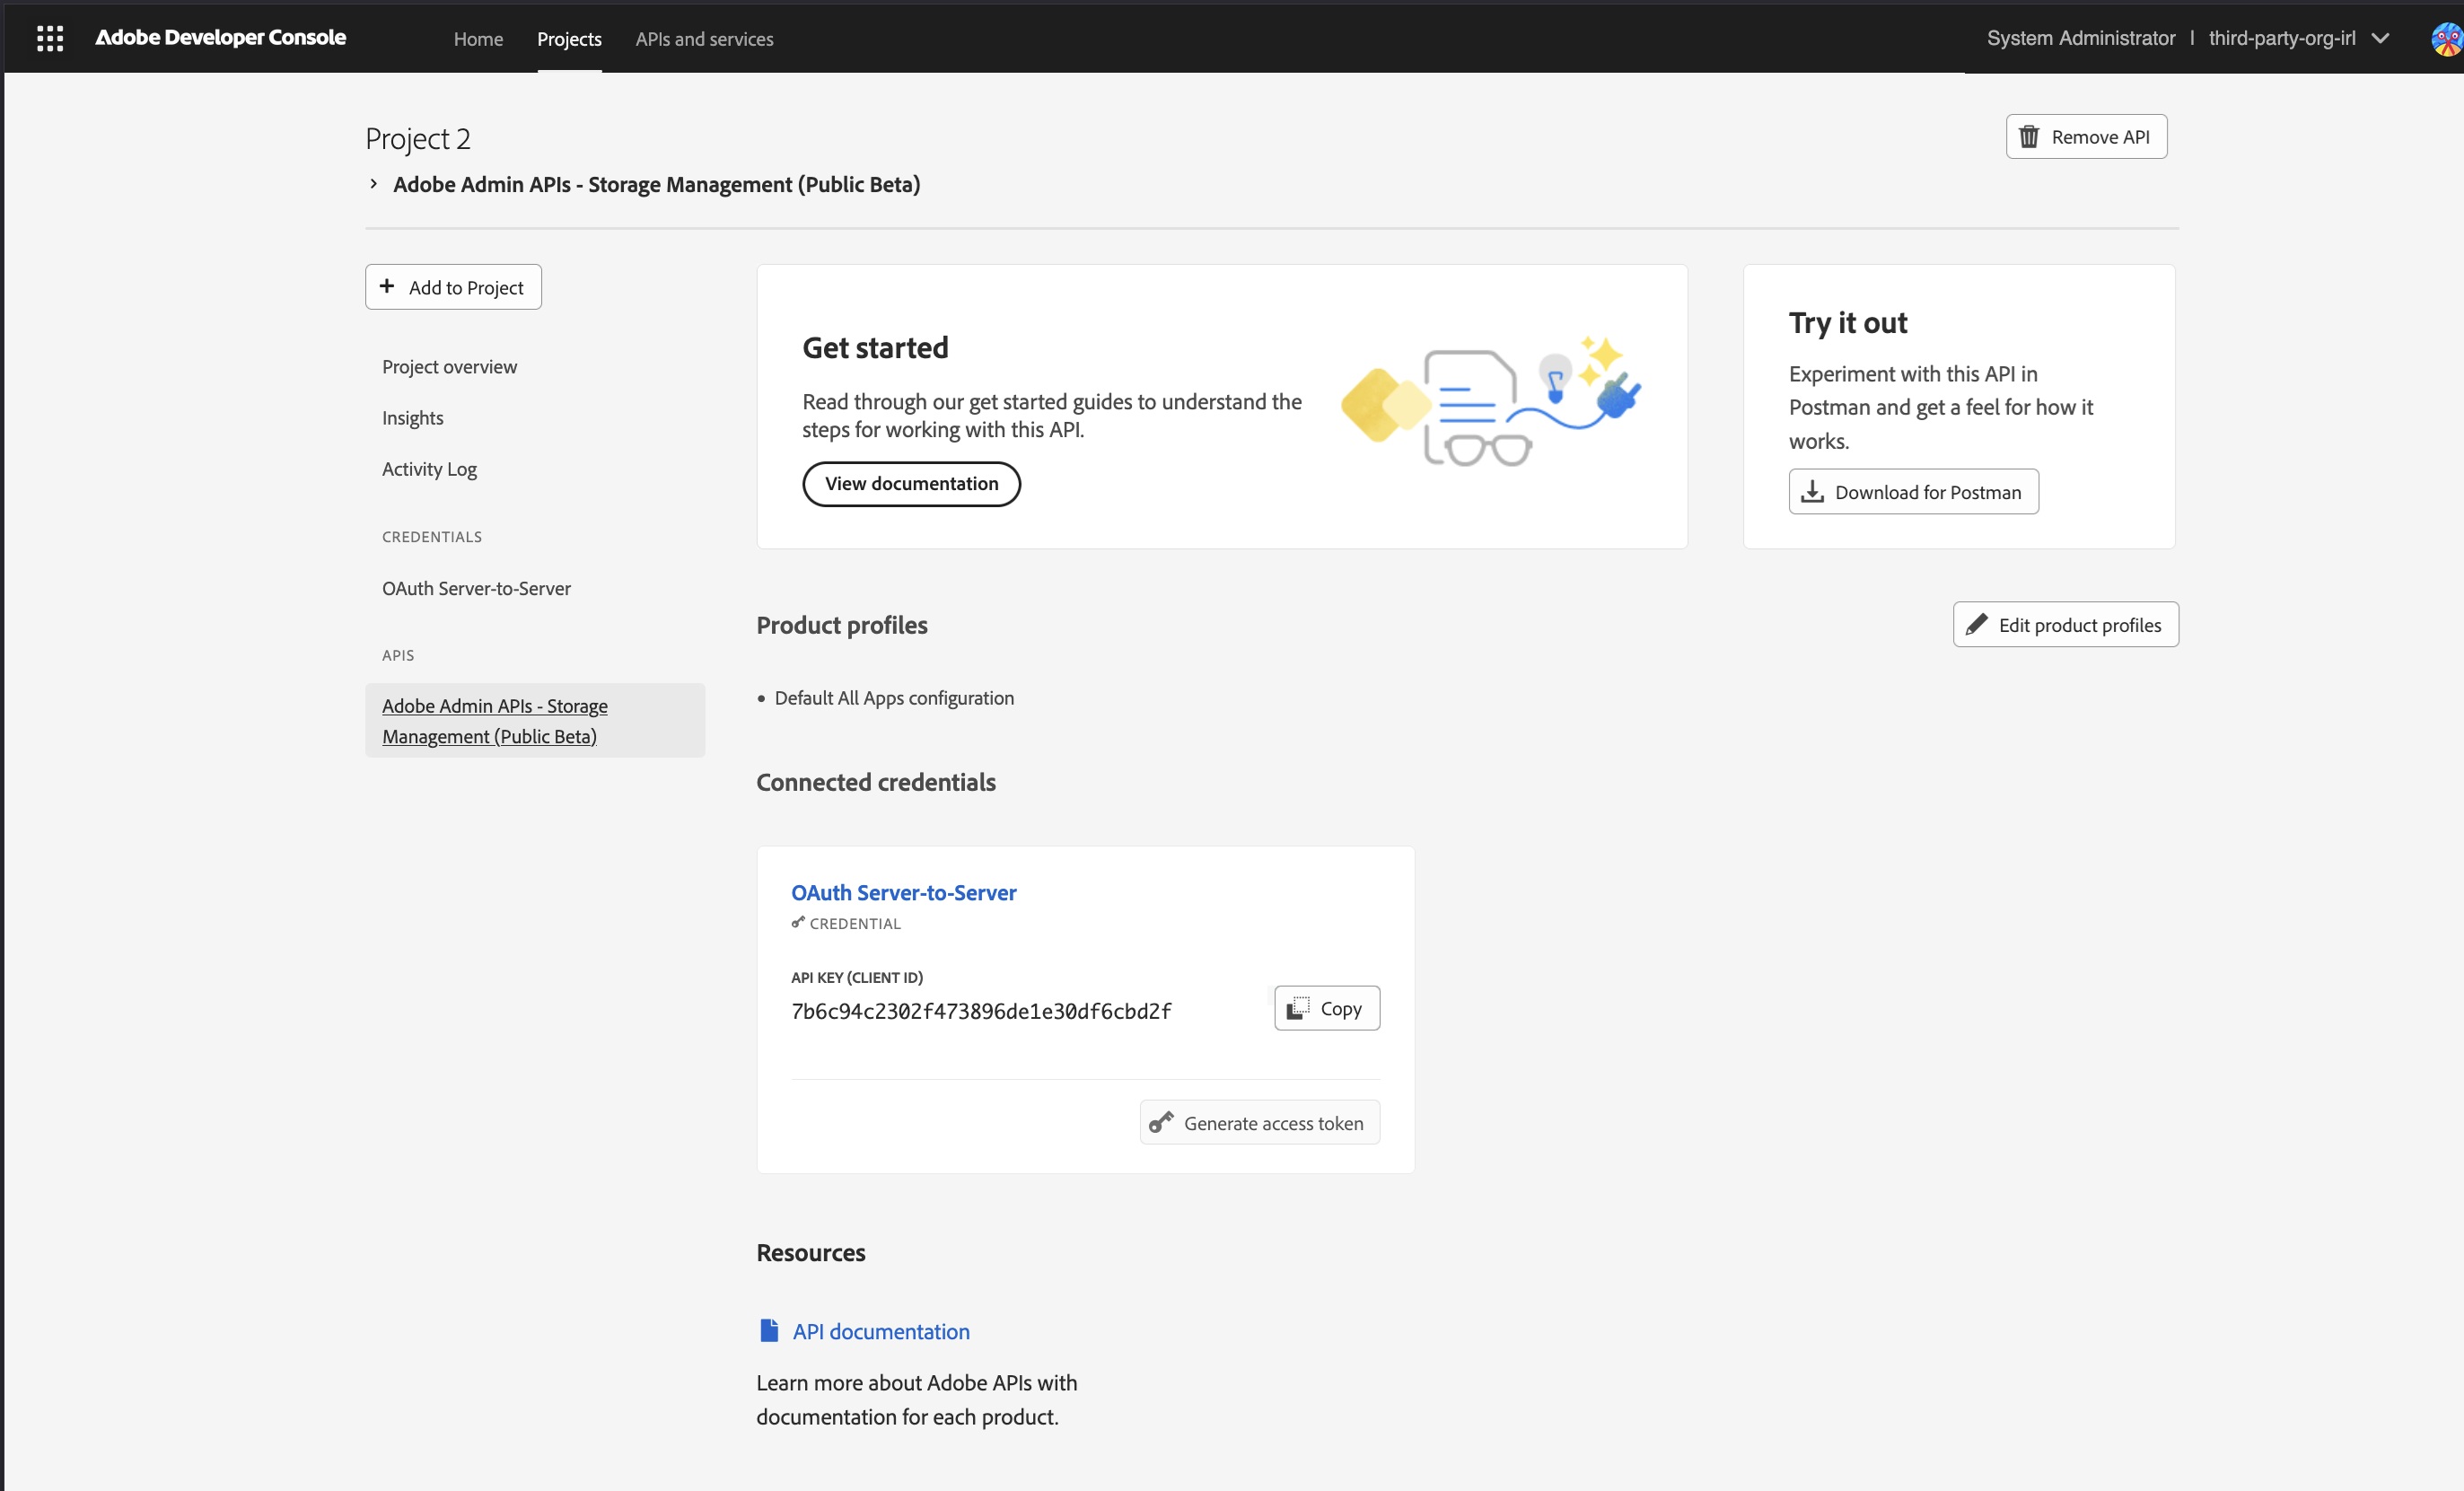 Adobe Developer Console
Home
Projects
APIs and services
System Administrator | third-party-org-irl
Project 2
Remove API
Adobe Admin APIs - Storage Management (Public Beta)
Add to Project
Project overview
Insights
Activity Log
CREDENTIALS
OAuth Server-to-Server
APIS
Adobe Admin APIs - Storage
Management (Public Beta)
Get started
Read through our get started guides to understand the
steps for working with this API.
View documentation
Try it out
Experiment with this API in
Postman and get a feel for how it
works.
Download for Postman
Product profiles
Edit product profiles
• Default All Apps configuration
Connected credentials
OAuth Server-to-Server
CREDENTIAL
API KEY (CLIENT ID)
7b6c94c2302f473896de1e30df6cbd2f
Copy
Generate access token
Resources
API documentation
Learn more about Adobe APIs with
documentation for each product.